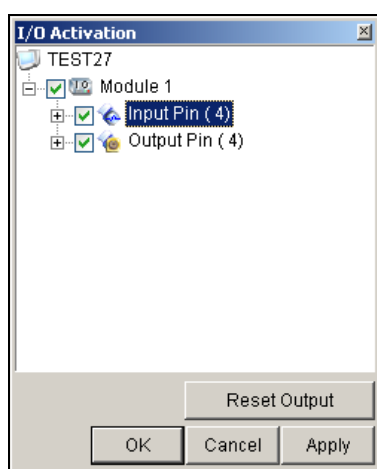 I/O Activation
TEST27
Module 1
Input Pin ( 4)
Output Pin ( 4)
Reset Output
OK Cancel Apply